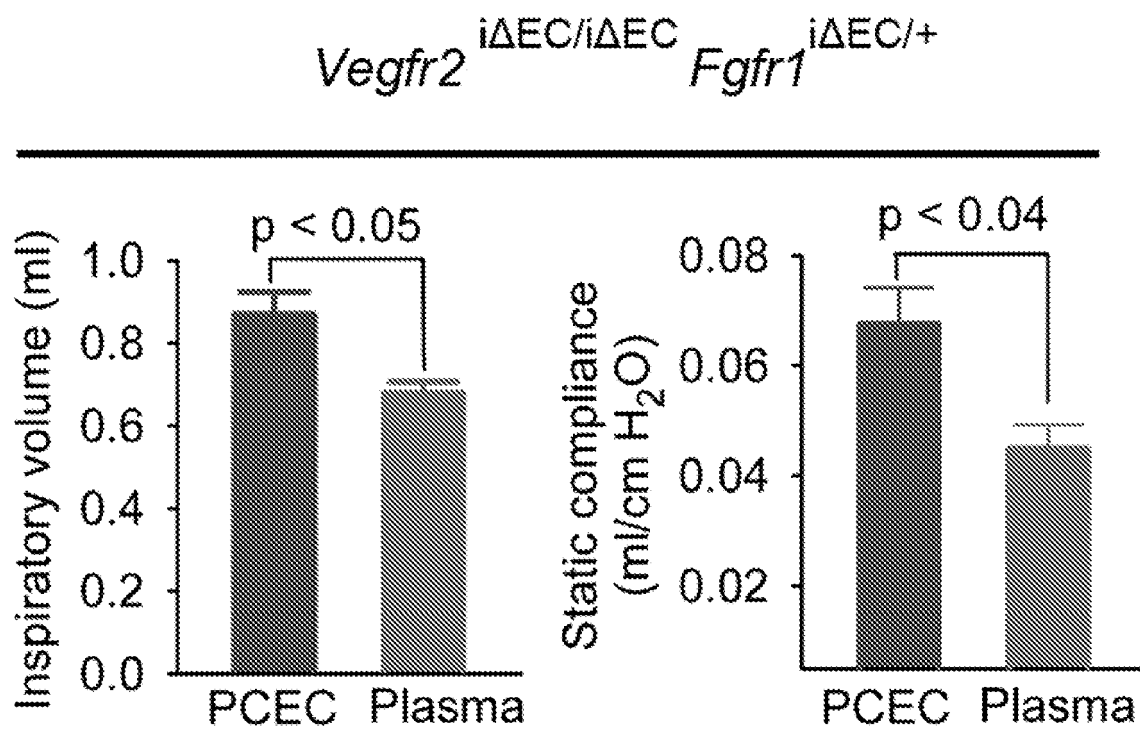 Vegfr2 iΔEC/iΔEC Fgfr1 iΔEC/+
p < 0.05
Inspiratory volume (ml)
1.0
0.8
0.6
0.4
0.2
0.0
PCEC Plasma
p < 0.04
Static compliance
(ml/cm H₂O)
0.08
0.06
0.04
0.02
PCEC Plasma